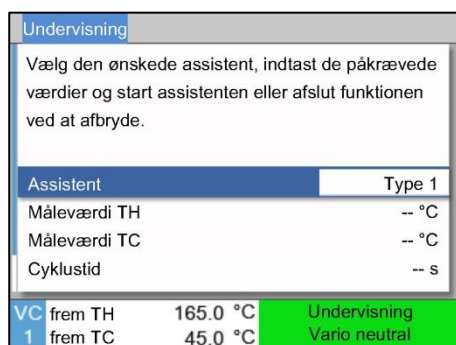 Undervisning
Vælg den ønskede assistent, indtast de påkrævede
værdier og start assistenten eller afslut funktionen
ved at afbryde.
Assistent Type 1
Måleværdi TH -- °C
Måleværdi TC -- °C
Cyklustid -- s
VC frem TH 165.0 °C Undervisning
1 frem TC 45.0 °C Vario neutral